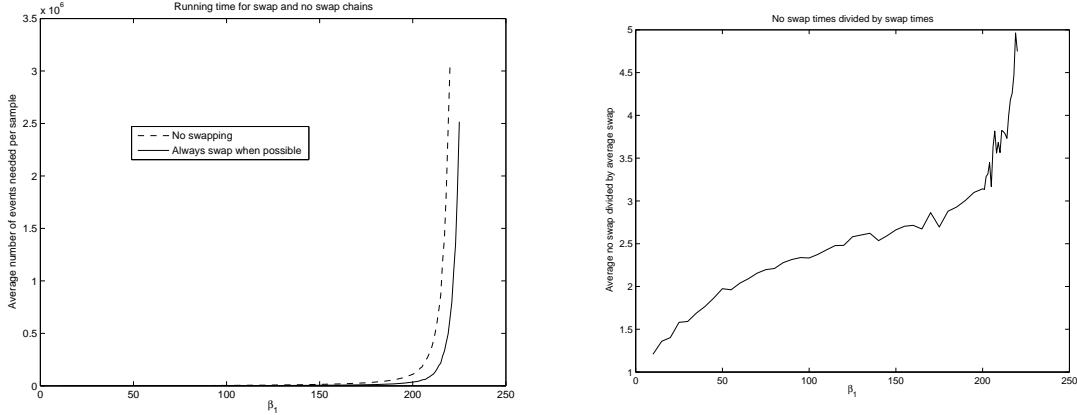 Running time for swap and no swap chains
x 10^6
3.5
3
2.5
2
1.5
1
0.5
0
Average number of events needed per sample
No swapping
Always swap when possible
0 50 100 150 200 250
β1
No swap times divided by swap times
5
4.5
4
3.5
3
2.5
2
1.5
1
Average no swap divided by average swap
0 50 100 150 200 250
β1